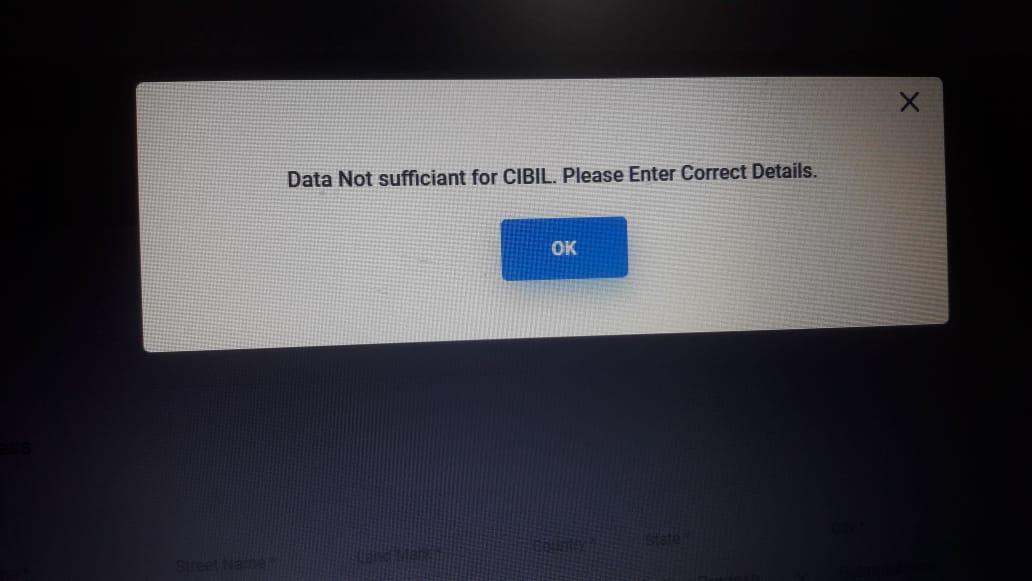 Data Not sufficiant for CIBIL. Please Enter Correct Details.
OK
Street Name *
Land Mark *
Country *
State *
City *